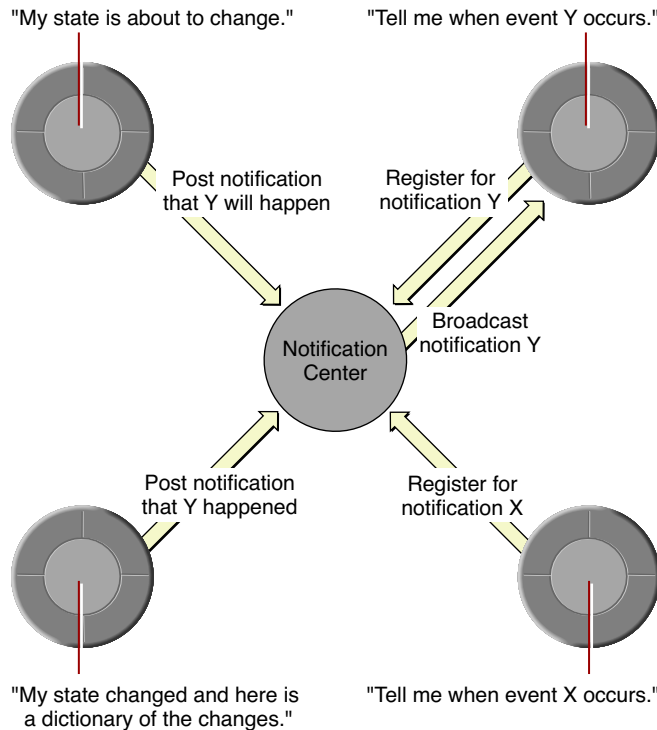 "My state is about to change."
"Tell me when event Y occurs."
Post notification
that Y will happen
Register for
notification Y
Broadcast
notification Y
Notification
Center
Post notification
that Y happened
Register for
notification X
"My state changed and here is
a dictionary of the changes."
"Tell me when event X occurs."